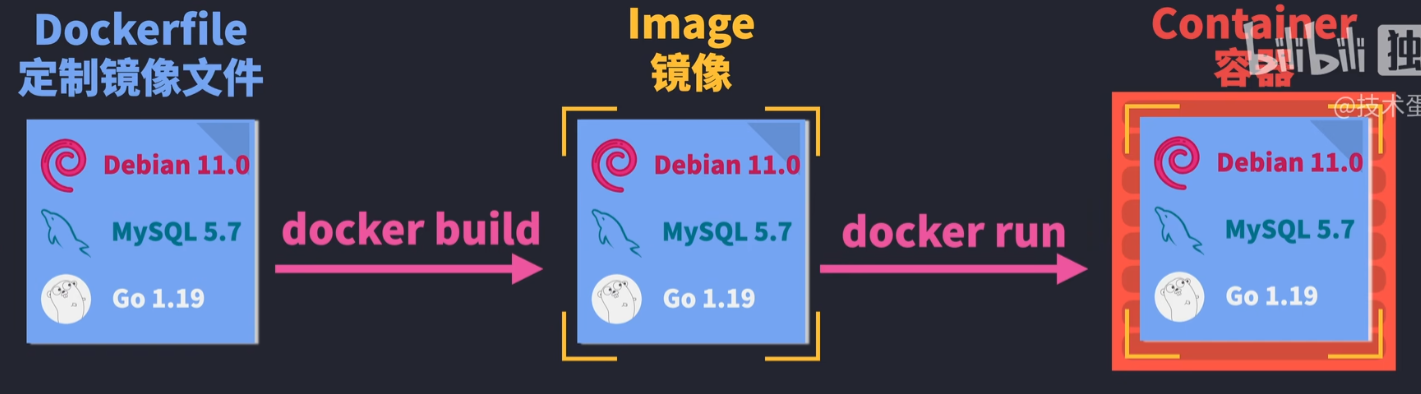 Dockerfile
定制镜像文件
Debian 11.0
MySQL 5.7
Go 1.19
docker build
Image
镜像
Debian 11.0
MySQL 5.7
Go 1.19
docker run
Container
容器
bilibili 独
@技术蛋
Debian 11.0
MySQL 5.7
Go 1.19